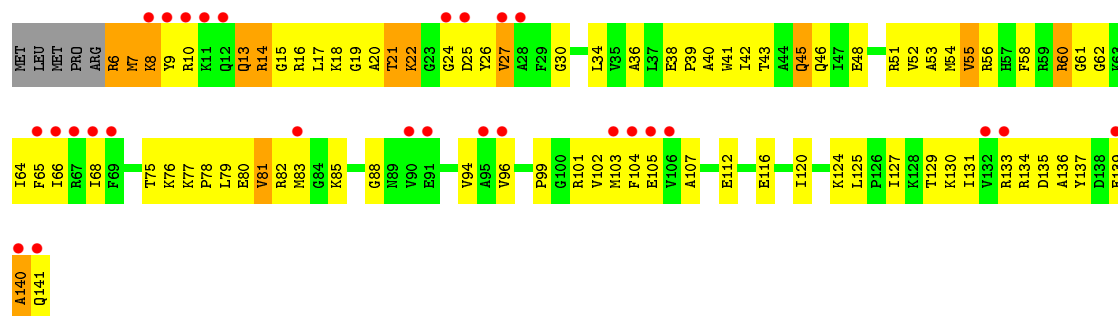 MET LEU MET PRO ARG R6 M7 K8 Y9 R10 K11 Q12 Q13 R14 G15 R16 L17 K18 G19 A20 T21 K22 G23 G24 D25 Y26 V27 A28 F29 G30 L34 V35 A36 L37 E38 P39 A40 W41 I42 T43 A44 Q45 Q46 I47 E48 R51 V52 A53 M54 V55 R56 H57 F58 R59 R60 G61 G62 K63
I64 F65 I66 R67 I68 F69 T75 K76 K77 P78 L79 E80 V81 R82 M83 G84 K85 G88 N89 V90 E91 V94 A95 V96 P99 G100 R101 V102 M103 F104 E105 V106 A107 E112 E116 I120 K124 L125 P126 I127 K128 T129 K130 I131 V132 R133 R134 D135 A136 Y137 D138
A140 Q141